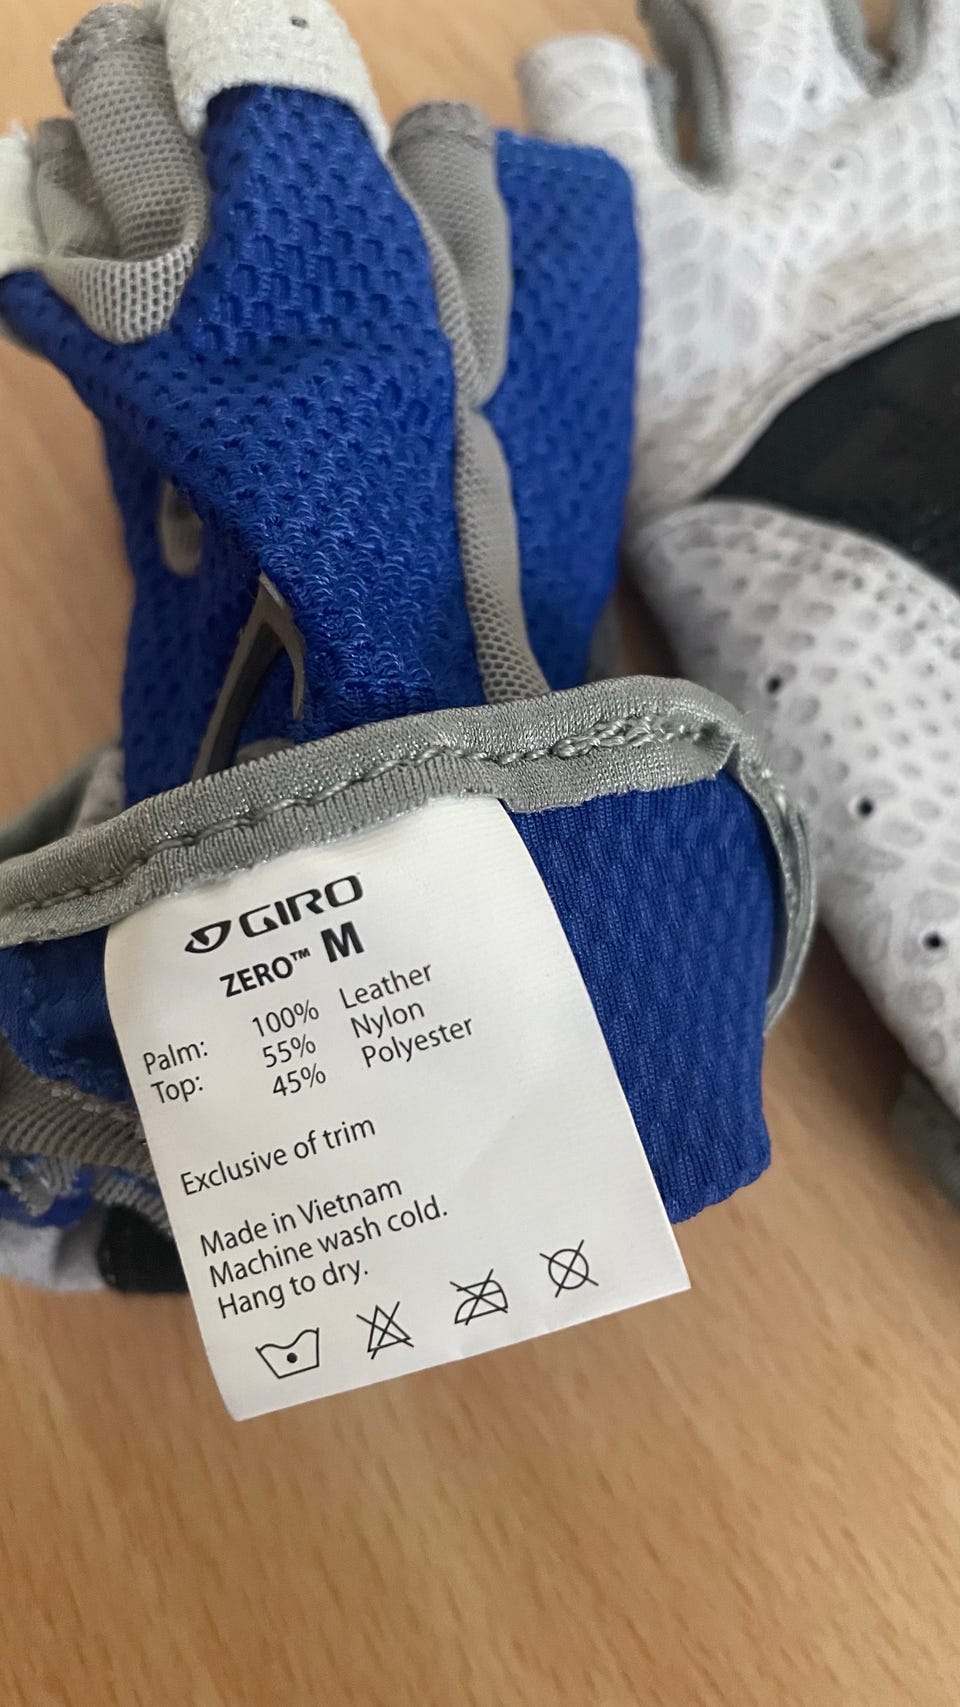 GIRO
ZERO™ M
Palm: 100% Leather
Top: 55% Nylon
45% Polyester
Exclusive of trim
Made in Vietnam
Machine wash cold.
Hang to dry.